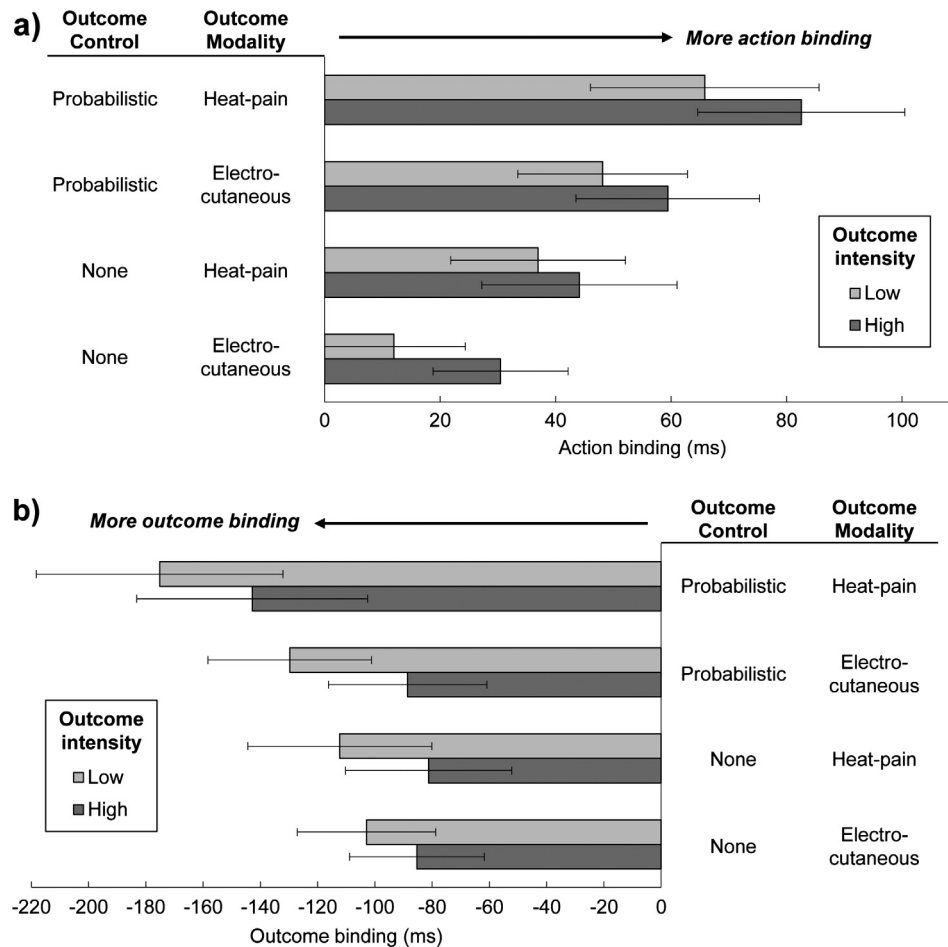 a)
Outcome Control
Outcome Modality
More action binding
Probabilistic
Heat-pain
Probabilistic
Electro-
cutaneous
None
Heat-pain
None
Electro-
cutaneous
Outcome
intensity
Low
High
0 20 40 60 80 100
Action binding (ms)
b)
More outcome binding
Outcome Control
Outcome Modality
Probabilistic
Heat-pain
Probabilistic
Electro-
cutaneous
None
Heat-pain
None
Electro-
cutaneous
Outcome
intensity
Low
High
-220 -200 -180 -160 -140 -120 -100 -80 -60 -40 -20 0
Outcome binding (ms)